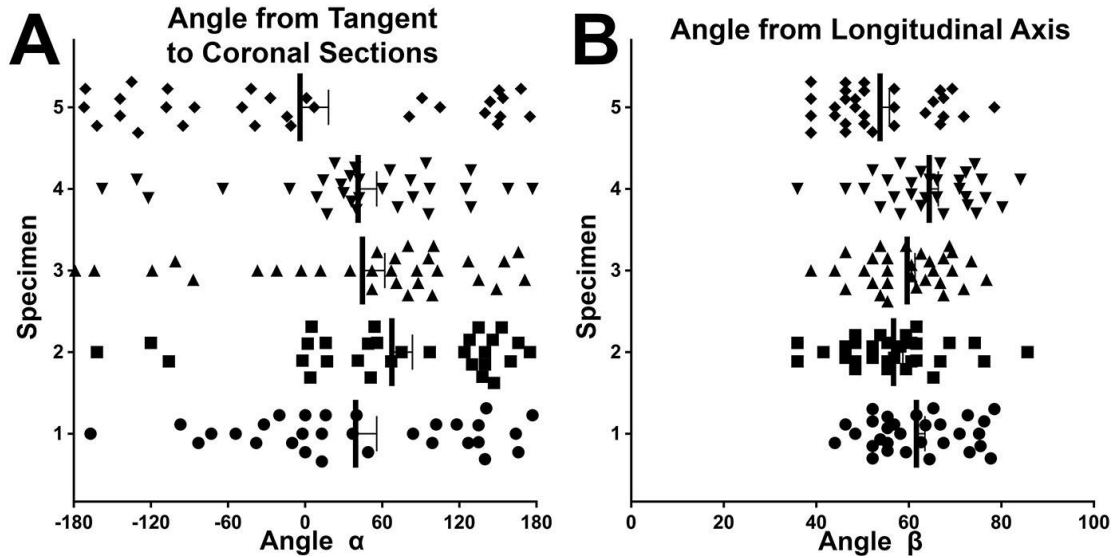 A
Angle from Tangent
to Coronal Sections
Specimen
5
4
3
2
1
-180 -120 -60 0 60 120 180
Angle α
B
Angle from Longitudinal Axis
Specimen
5
4
3
2
1
0 20 40 60 80 100
Angle β